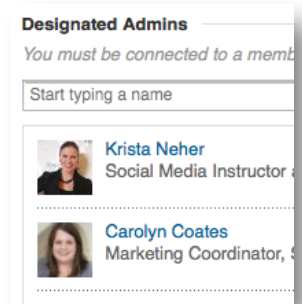 Designated Admins
You must be connected to a memb
Start typing a name
Krista Neher
Social Media Instructor
Carolyn Coates
Marketing Coordinator,